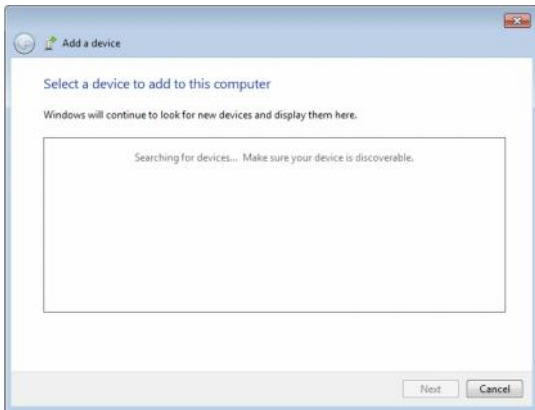 Add a device
Select a device to add to this computer
Windows will continue to look for new devices and display them here.
Searching for devices... Make sure your device is discoverable.
Next Cancel